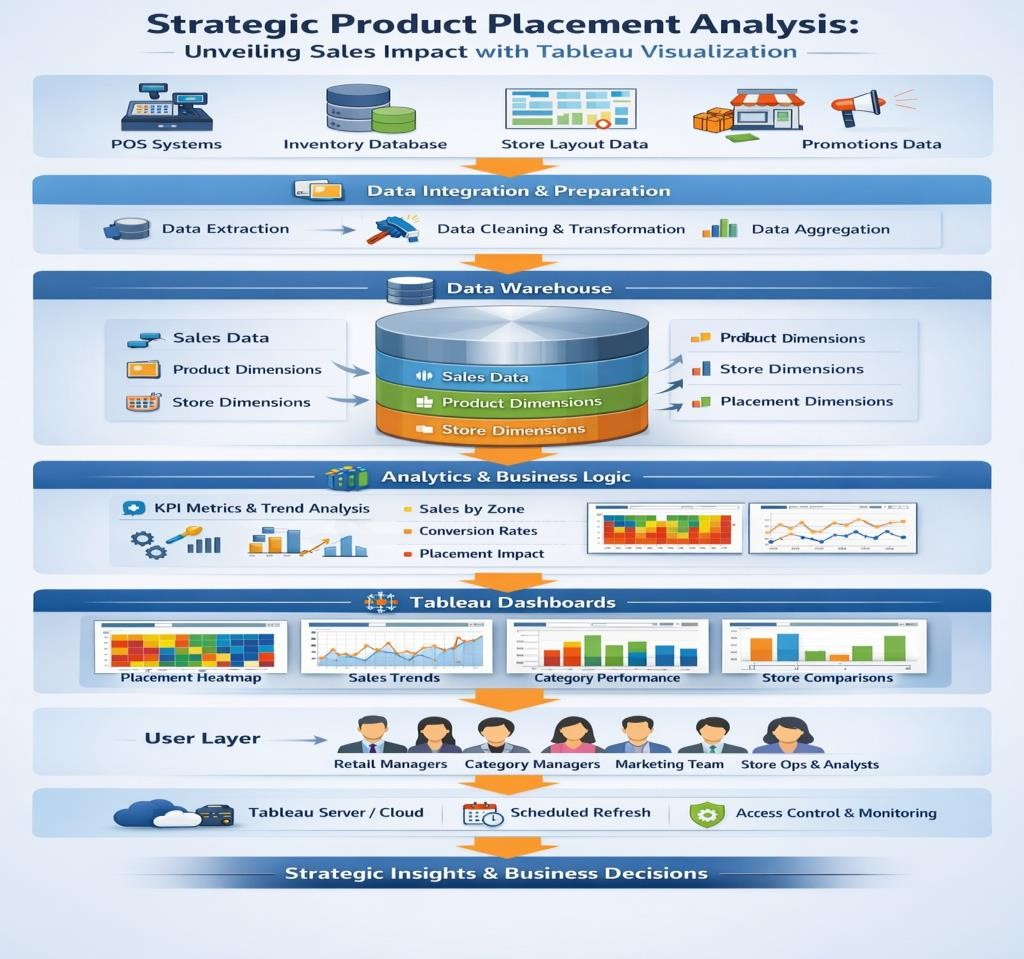 Strategic Product Placement Analysis:
Unveiling Sales Impact with Tableau Visualization
POS Systems
Inventory Database
Store Layout Data
Promotions Data
Data Integration & Preparation
Data Extraction
Data Cleaning & Transformation
Data Aggregation
Data Warehouse
Sales Data
Product Dimensions
Store Dimensions
Sales Data
Product Dimensions
Store Dimensions
Product Dimensions
Store Dimensions
Placement Dimensions
Analytics & Business Logic
KPI Metrics & Trend Analysis
Sales by Zone
Conversion Rates
Placement Impact
Tableau Dashboards
Placement Heatmap
Sales Trends
Category Performance
Store Comparisons
User Layer
Retail Managers
Category Managers
Marketing Team
Store Ops & Analysts
Tableau Server / Cloud
Scheduled Refresh
Access Control & Monitoring
Strategic Insights & Business Decisions